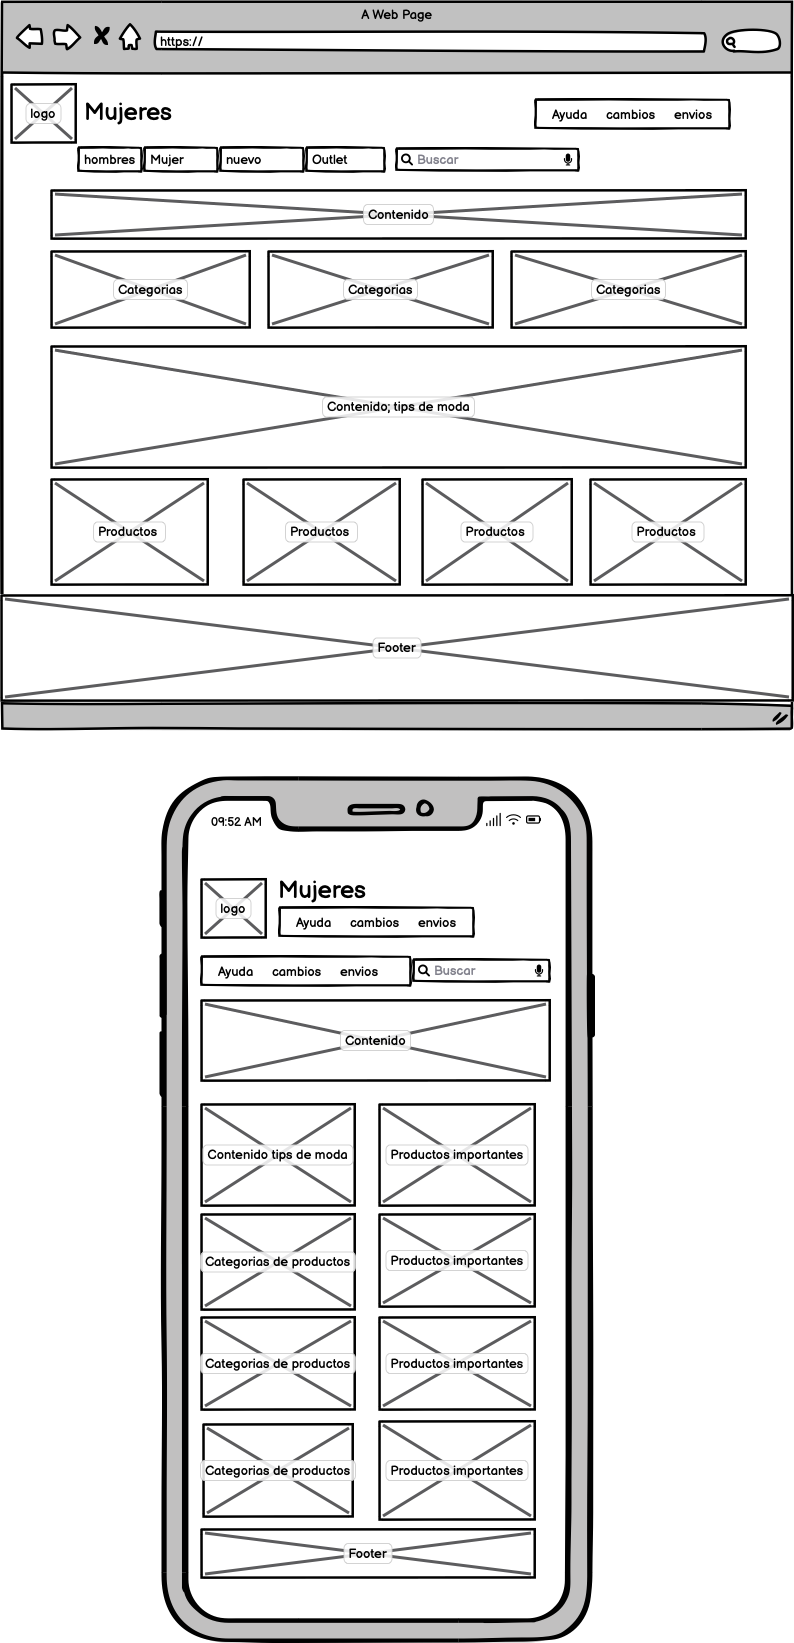 A Web Page
https://
logo
Mujeres
Ayuda cambios envios
hombres Mujer nuevo Outlet Buscar
Contenido
Categorias Categorias Categorias
Contenido; tips de moda
Productos Productos Productos Productos
Footer
09:52 AM
logo
Mujeres
Ayuda cambios envios
Ayuda cambios envios Buscar
Contenido
Contenido tips de moda Productos importantes
Categorias de productos Productos importantes
Categorias de productos Productos importantes
Categorias de productos Productos importantes
Footer